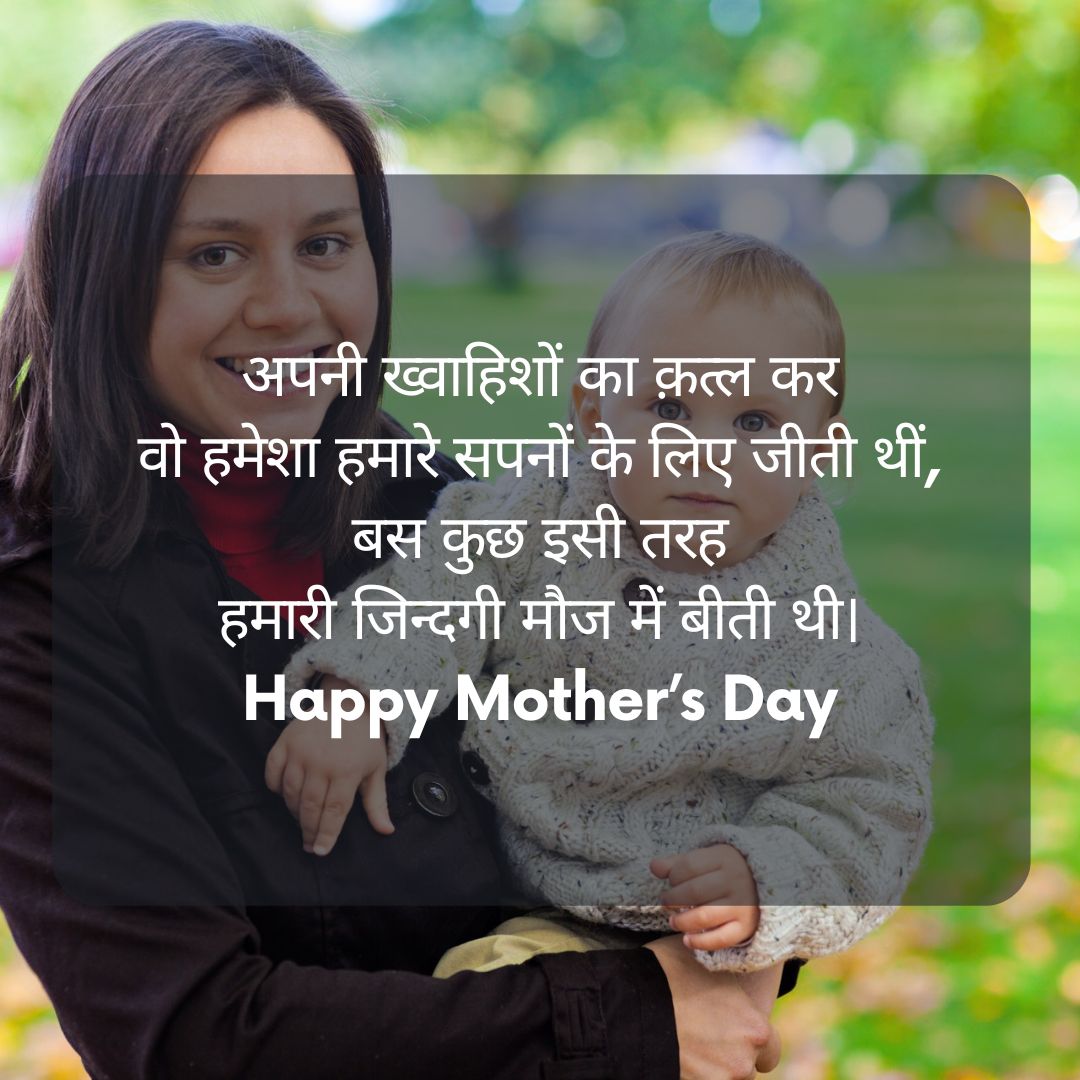 अपनी ख्वाहिशों का क़त्ल कर
वो हमेशा हमारे सपनों के लिए जीती थीं,
बस कुछ इसी तरह
हमारी जिन्दगी मौज में बीती थी।
Happy Mother’s Day